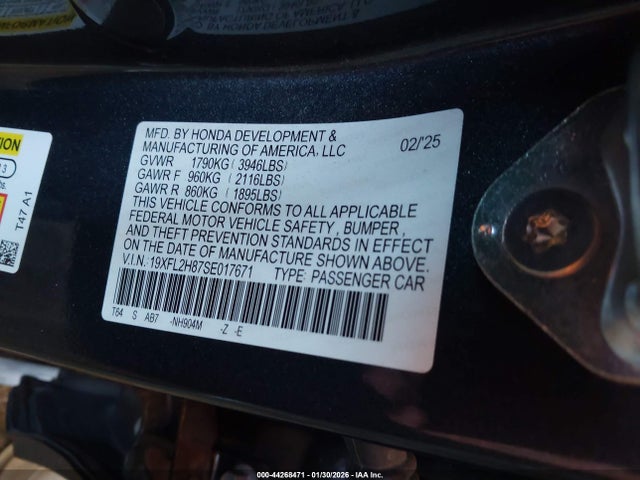 MFD. BY HONDA DEVELOPMENT &
MANUFACTURING OF AMERICA, LLC 02/'25
GVWR 1790KG (3946LBS)
GAWR F 960KG (2116LBS)
GAWR R 860KG (1895LBS)
THIS VEHICLE CONFORMS TO ALL APPLICABLE
FEDERAL MOTOR VEHICLE SAFETY, BUMPER,
AND THEFT PREVENTION STANDARDS IN EFFECT
ON THE DATE OF MANUFACTURE SHOWN ABOVE.
V.I.N.: 19XFL2H87SE017671 TYPE: PASSENGER CAR
T64 S AB7 -NH904M -Z -E
T47 A1
000-44268471 | 01/30/2026 - IAA Inc.